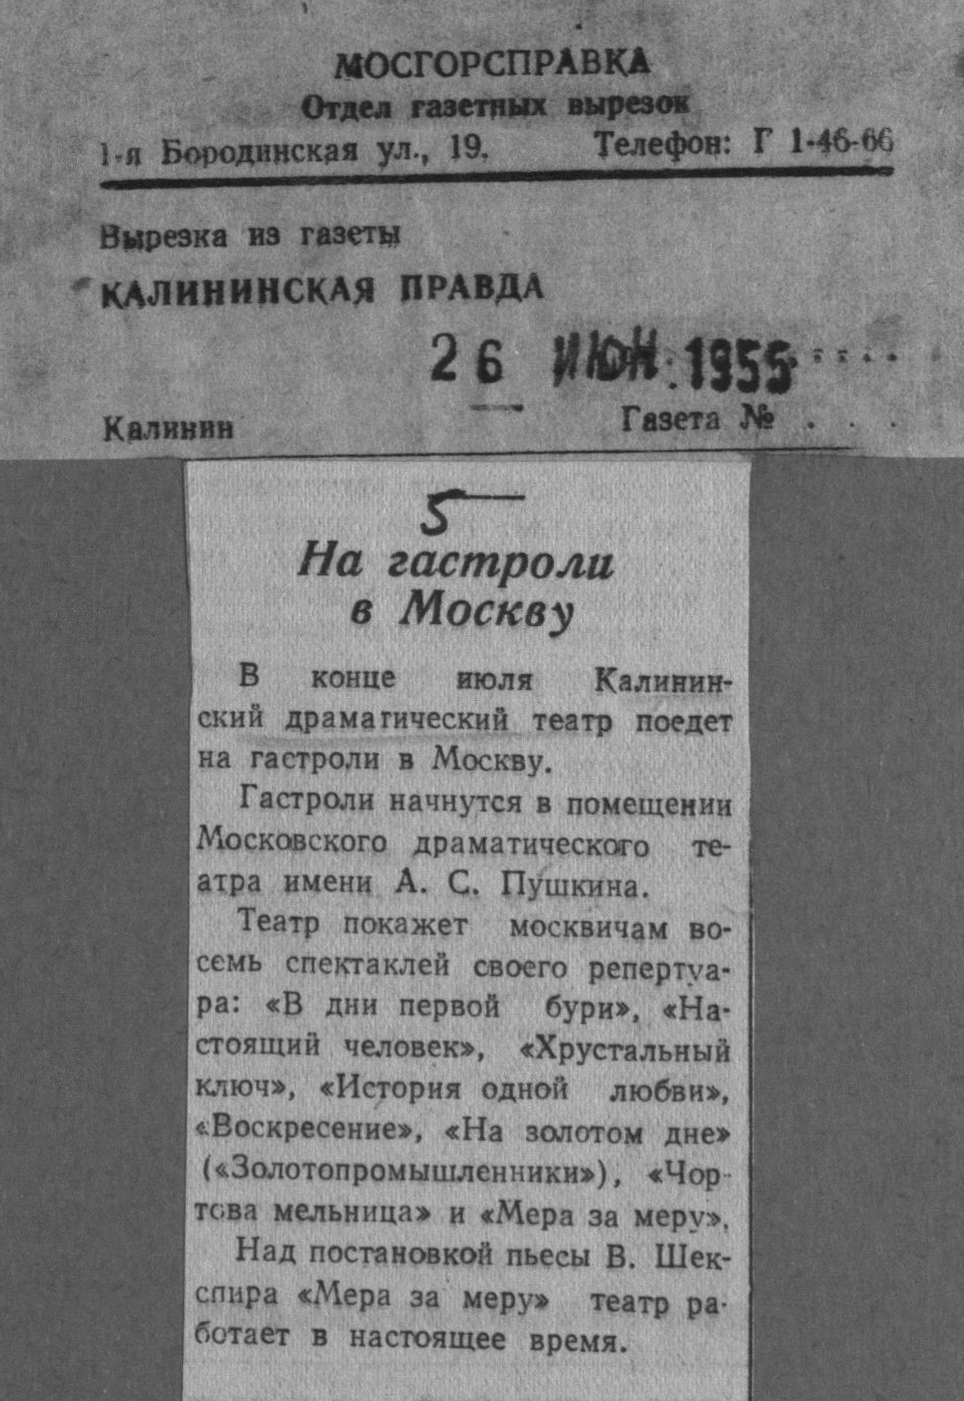 МОСГОРСПРАВКА
Отдел газетных вырезок
1-я Бородинская ул., 19. Телефон: Г 1-46-66
Вырезка из газеты
КАЛИНИНСКАЯ ПРАВДА
26 ИЮН 1955
Калинин Газета № . . .
5
На гастроли
в Москву
В конце июля Калинин-
ский драматический театр поедет
на гастроли в Москву.
Гастроли начнутся в помещении
Московского драматического те-
атра имени А. С. Пушкина.
Театр покажет москвичам во-
семь спектаклей своего репертуа-
ра: «В дни первой бури», «На-
стоящий человек», «Хрустальный
ключ», «История одной любви»,
«Воскресение», «На золотом дне»
(«Золотопромышленники»), «Чор-
това мельница» и «Мера за меру».
Над постановкой пьесы В. Шек-
спира «Мера за меру» театр ра-
ботает в настоящее время.